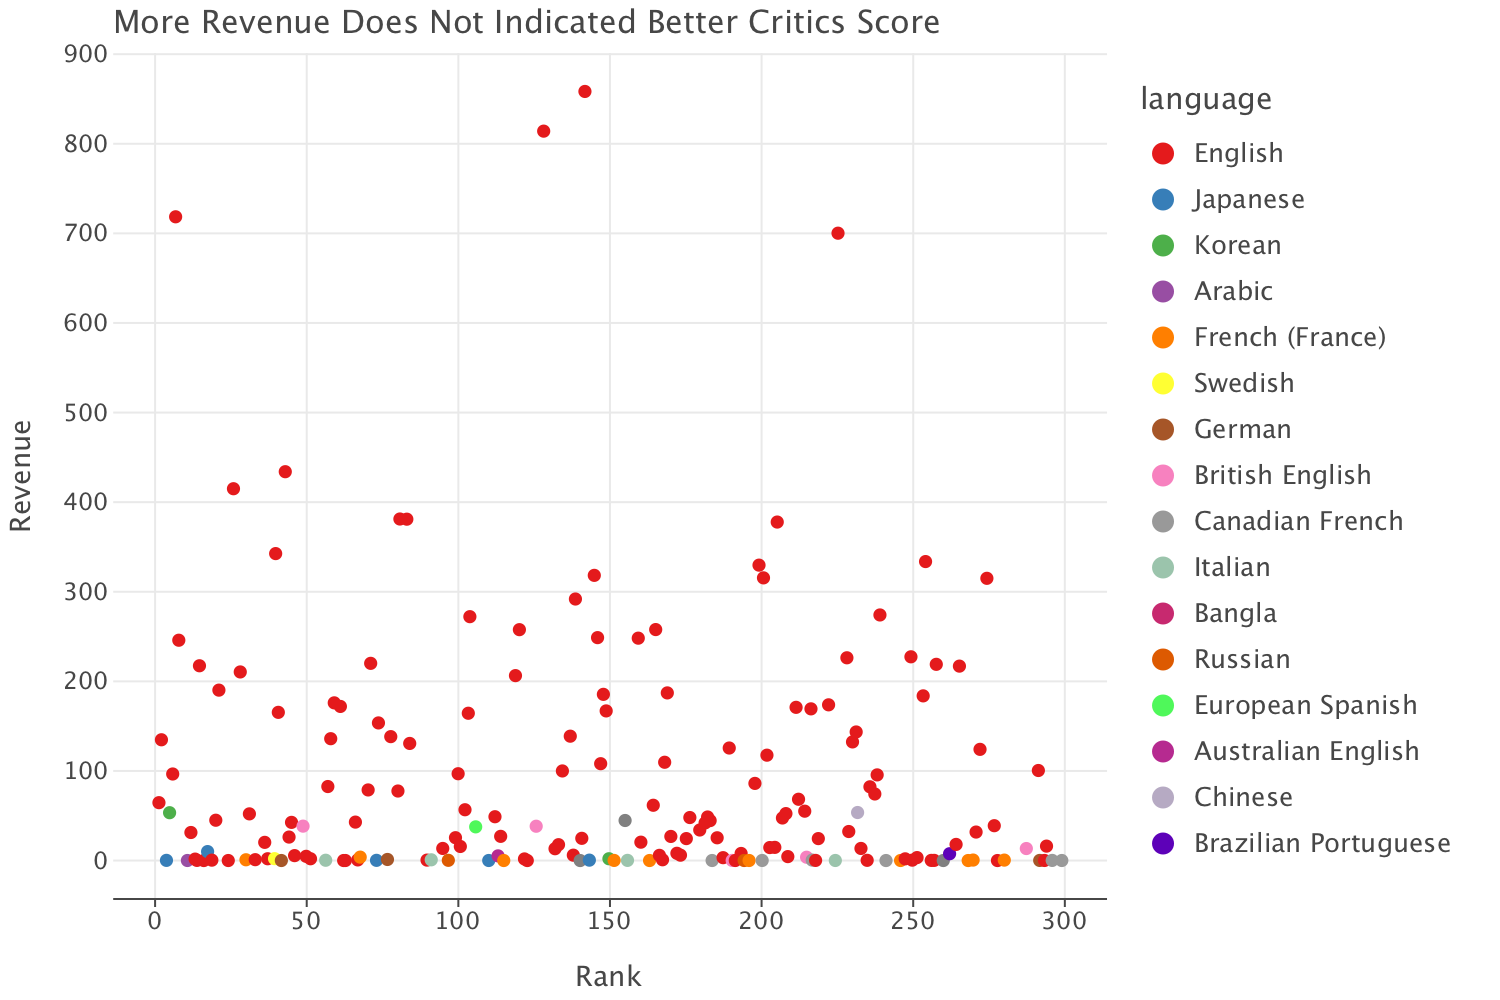 More Revenue Does Not Indicated Better Critics Score
900
800
700
600
500
400
300
200
100
0
Revenue
0 50 100 150 200 250 300
Rank
language
English
Japanese
Korean
Arabic
French (France)
Swedish
German
British English
Canadian French
Italian
Bangla
Russian
European Spanish
Australian English
Chinese
Brazilian Portuguese